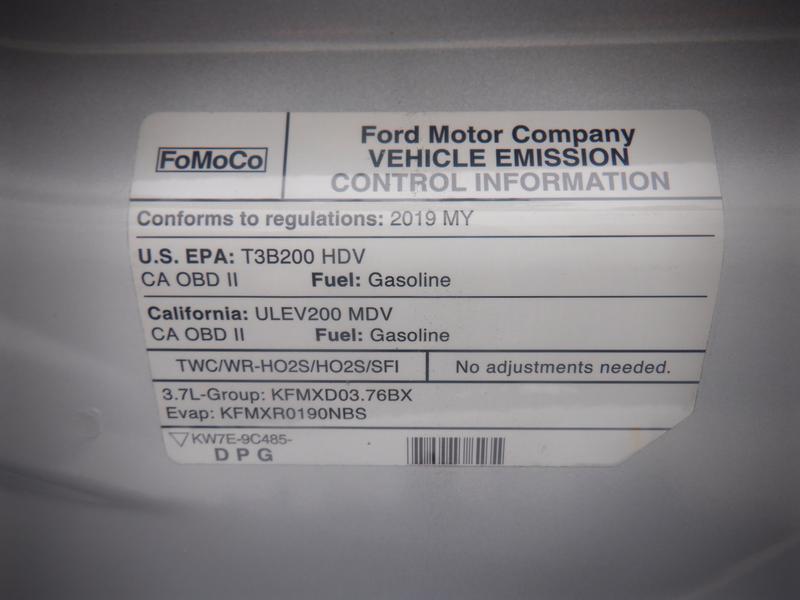 FoMoCo
Ford Motor Company
VEHICLE EMISSION
CONTROL INFORMATION
Conforms to regulations: 2019 MY
U.S. EPA: T3B200 HDV
CA OBD II Fuel: Gasoline
California: ULEV200 MDV
CA OBD II Fuel: Gasoline
TWC/WR-HO2S/HO2S/SFI No adjustments needed.
3.7L-Group: KFMXD03.76BX
Evap: KFMXR0190NBS
KW7E-9C485-
D P G